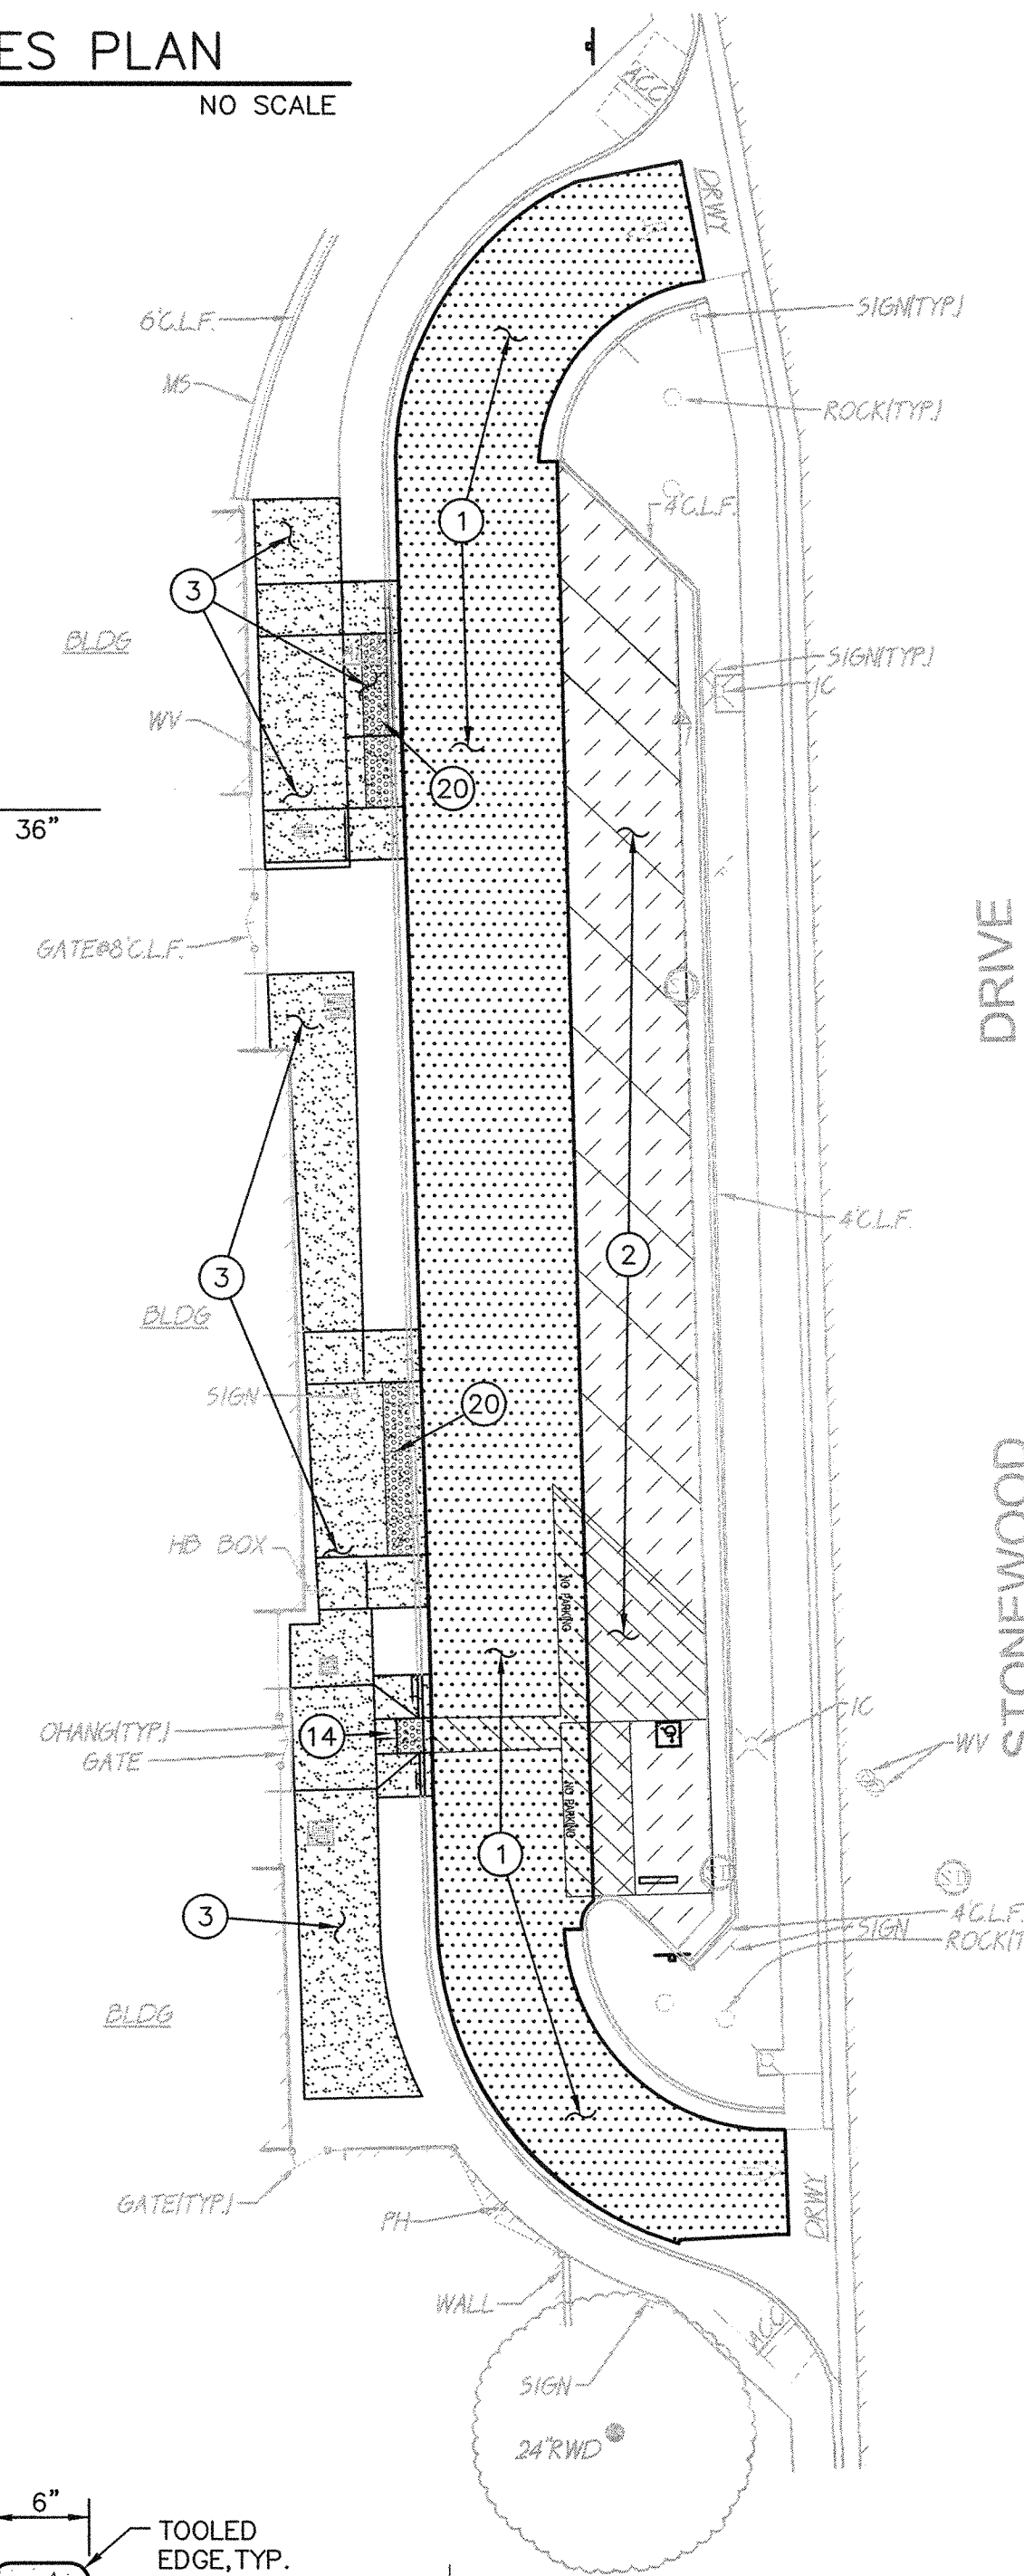 ES PLAN
NO SCALE
ACC
DRWY
6'C.L.F.
SIGN(TYP.)
MS
ROCK(TYP.)
4'C.L.F.
1
3
BLDG
SIGN(TYP.)
IC
WV
20
36"
GATE@8'C.L.F.
DRIVE
4'C.L.F.
2
3
BLDG
SIGN
20
STONEWOOD
HB BOX
NO PARKING
OHANG(TYP.)
GATE
14
IC
WV
NO PARKING
1
SD
3
4'C.L.F.
SIGN
BLDG
GATE(TYP.)
DRWY
PH
WALL
ACC
SIGN
24"RWD
6"
TOOLED
EDGE, TYP.